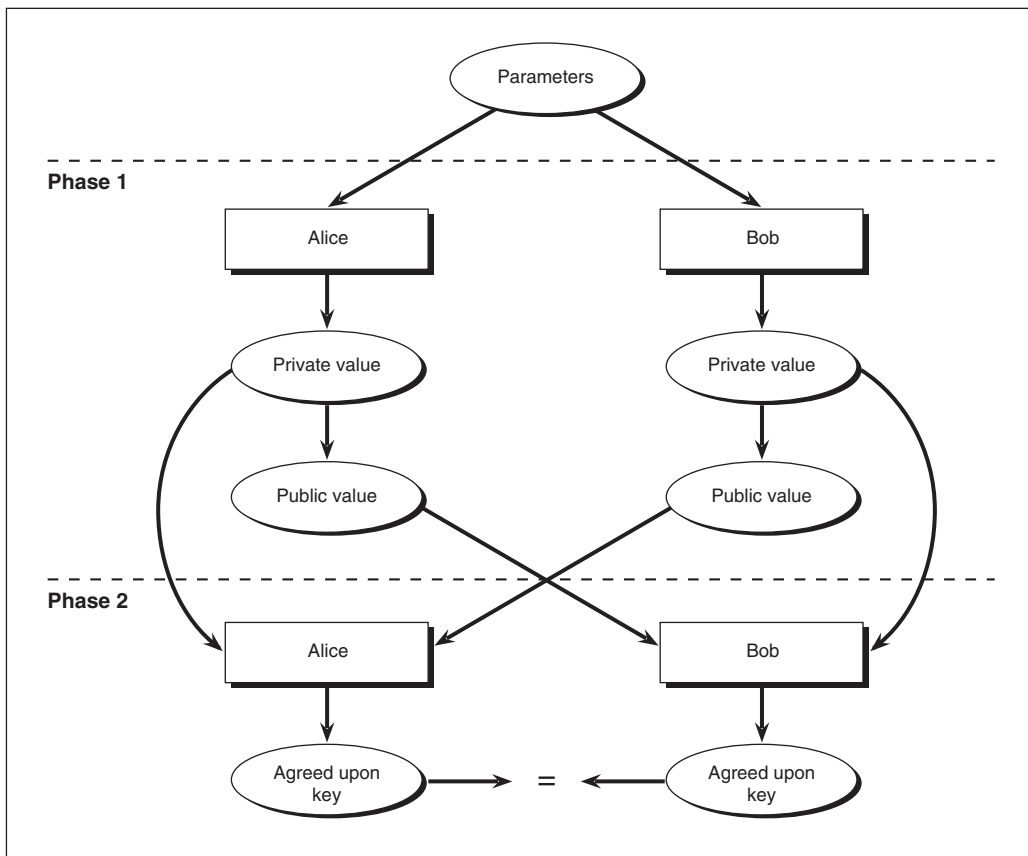 Parameters
Phase 1
Alice
Bob
Private value
Private value
Public value
Public value
Phase 2
Alice
Bob
Agreed upon
key
=
Agreed upon
key